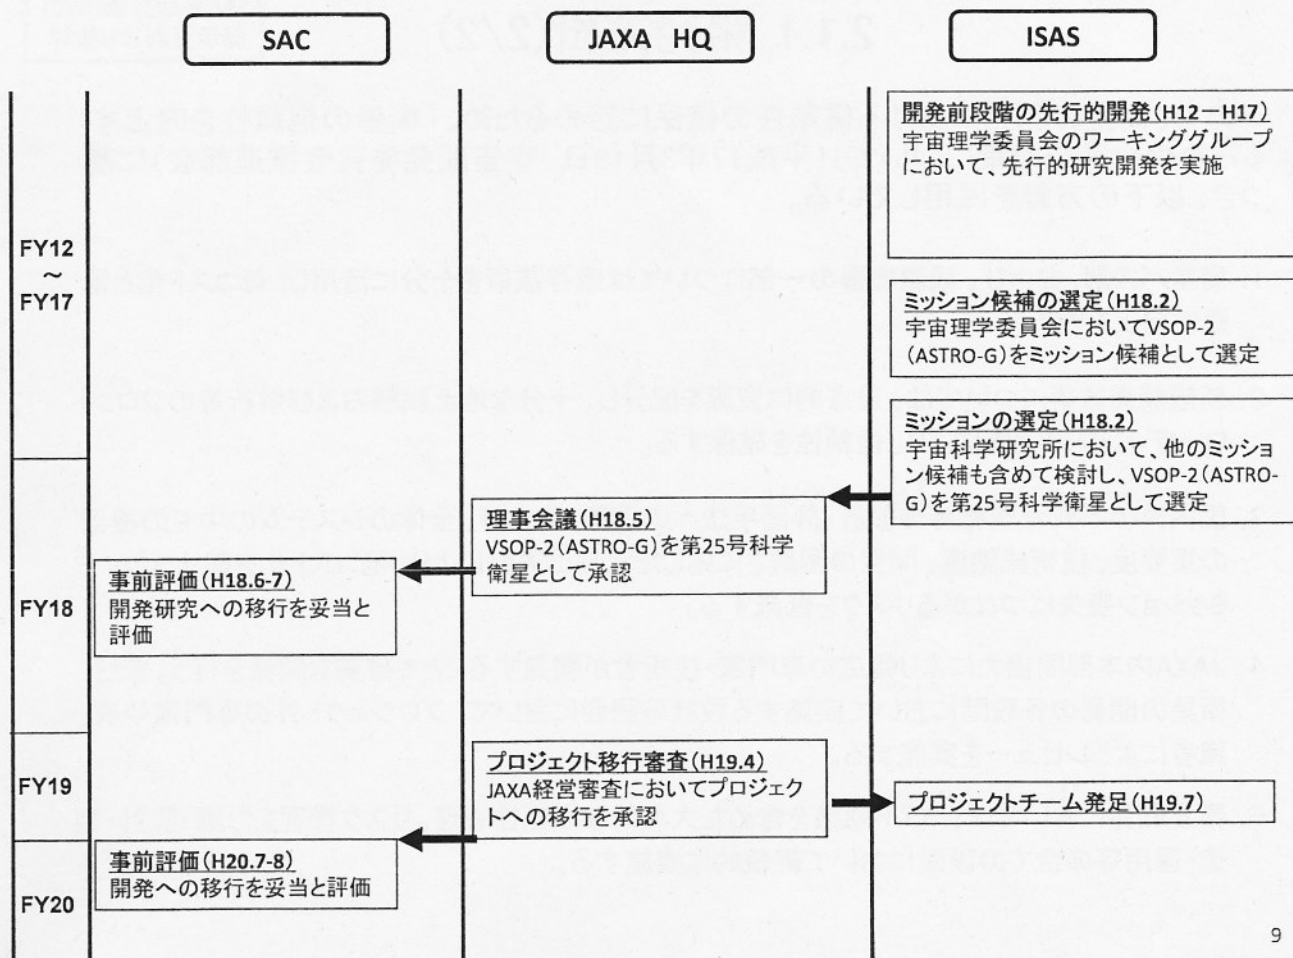 SAC
JAXA HQ
ISAS
FY12
～
FY17
開発前段階の先行的開発(H12－H17)
宇宙理学委員会のワーキンググループ
において、先行的研究開発を実施
ミッション候補の選定(H18.2)
宇宙理学委員会においてVSOP-2
(ASTRO-G)をミッション候補として選定
ミッションの選定(H18.2)
宇宙科学研究所において、他のミッショ
ン候補も含めて検討し、VSOP-2(ASTRO-
G)を第25号科学衛星として選定
FY18
理事会議(H18.5)
VSOP-2(ASTRO-G)を第25号科学
衛星として承認
事前評価(H18.6-7)
開発研究への移行を妥当と
評価
FY19
プロジェクト移行審査(H19.4)
JAXA経営審査においてプロジェク
トへの移行を承認
プロジェクトチーム発足(H19.7)
FY20
事前評価(H20.7-8)
開発への移行を妥当と評価
9